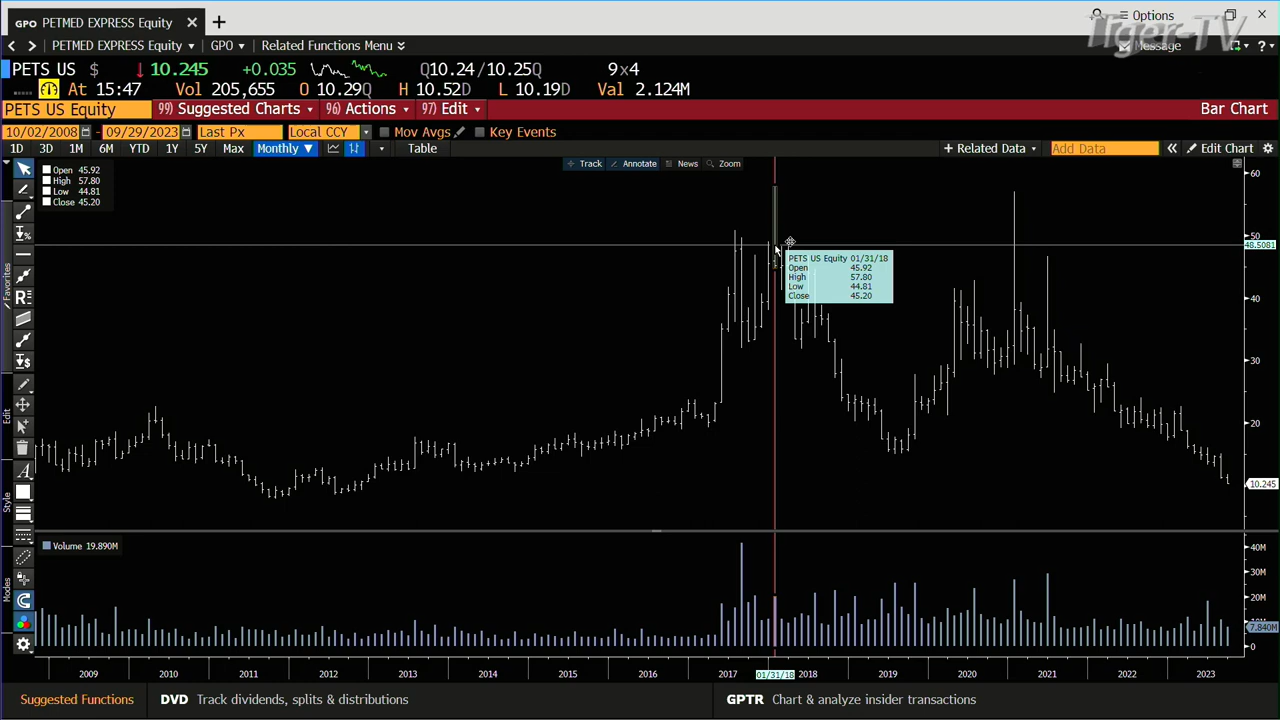 GPO PETMED EXPRESS Equity × +
Options
Tiger-TV
< > PETMED EXPRESS Equity GPO Related Functions Menu
Message ?
PETS US $ 10.245 +0.035 Q10.24/10.25Q 9x4
At 15:47 Vol 205,655 O 10.29Q H 10.52D L 10.19D Val 2.124M
PETS US Equity 99) Suggested Charts 96) Actions 97) Edit Bar Chart
10/02/2008 - 09/29/2023 Last Px Local CCY Mov Avgs Key Events
1D 3D 1M 6M YTD 1Y 5Y Max Monthly ▼ Table + Related Data Add Data « Edit Chart
Track Annotate News Zoom
Open 45.92
High 57.80
Low 44.81
Close 45.20
60
50
48.5081
40
30
20
10.245
PETS US Equity 01/31/18
Open 45.92
High 57.80
Low 44.81
Close 45.20
Favorites
Edit
Style
Modes
Volume 19.890M
40M
30M
20M
10M
7.840M
0
2009 2010 2011 2012 2013 2014 2015 2016 2017 01/31/18 2018 2019 2020 2021 2022 2023
Suggested Functions DVD Track dividends, splits & distributions GPTR Chart & analyze insider transactions